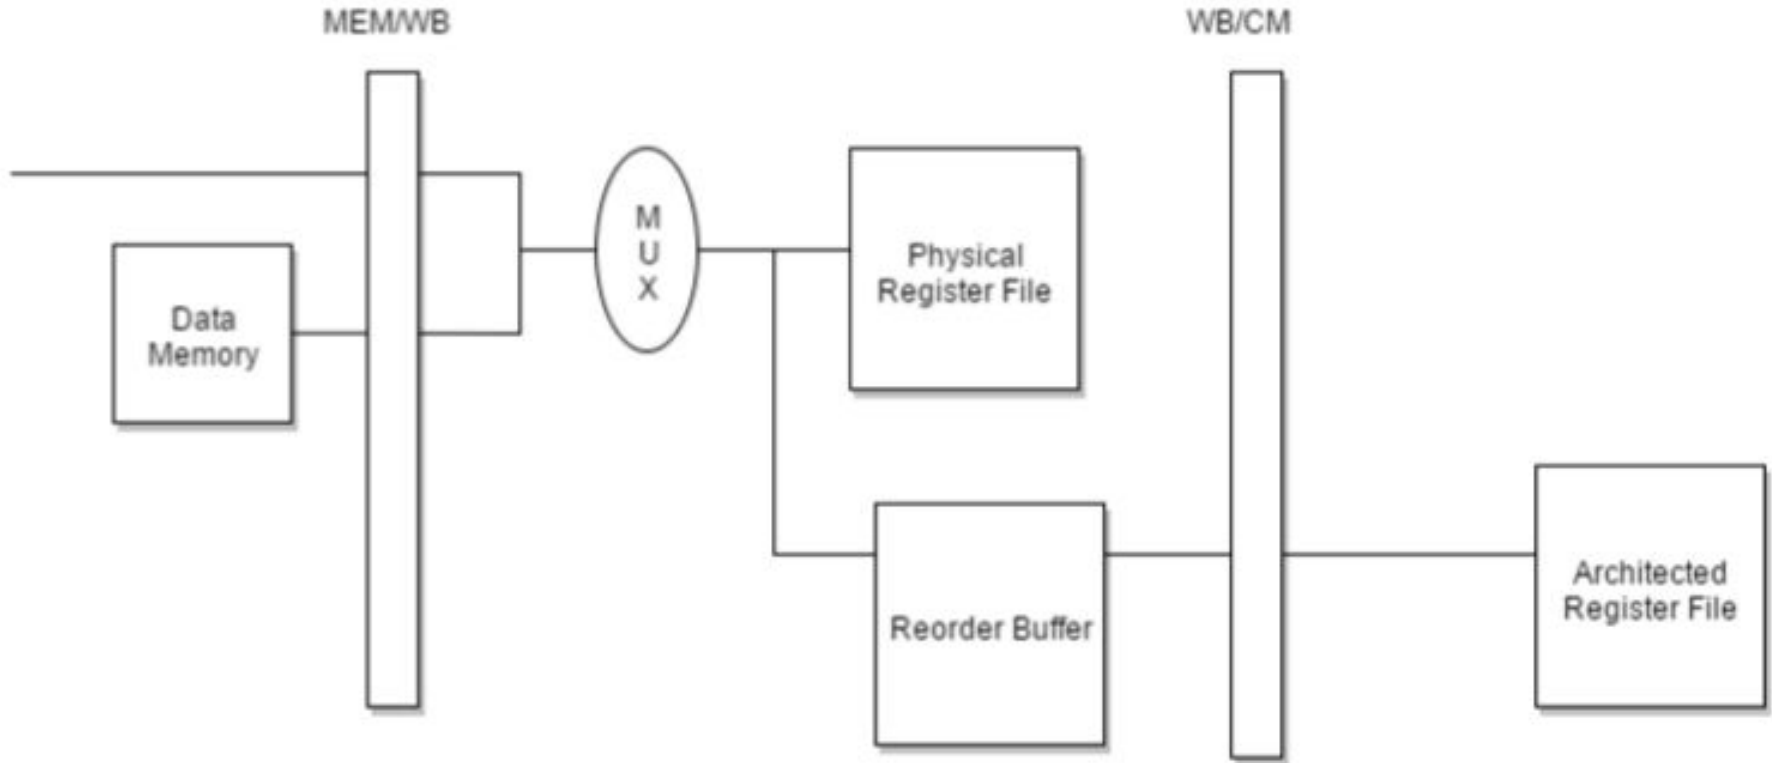 MEM/WB
WB/CM
M
U
X
Physical
Register File
Data
Memory
Reorder Buffer
Architected
Register File